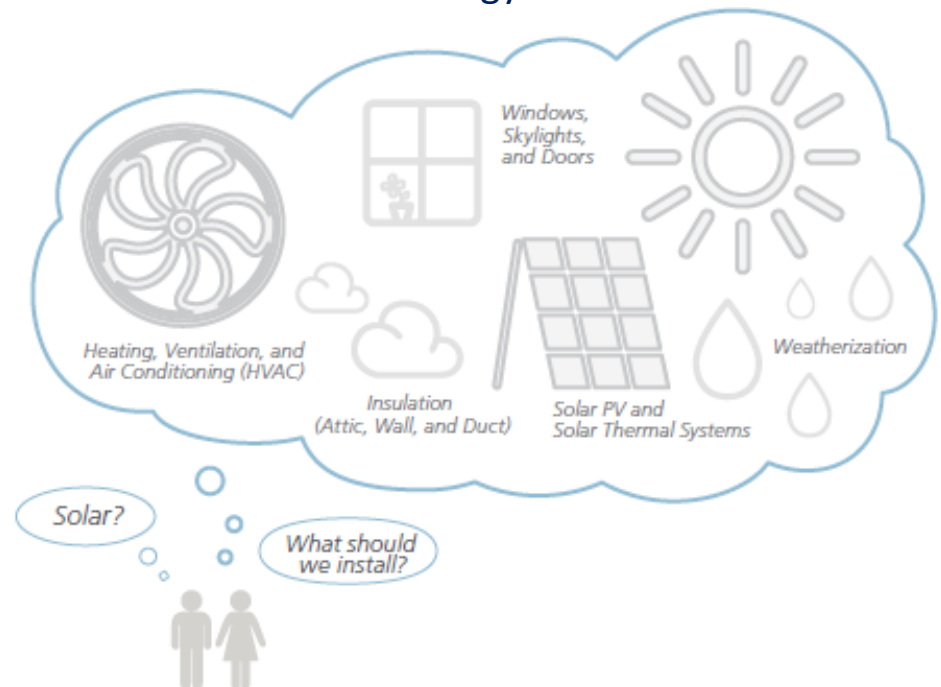 Windows,
Skylights,
and Doors
Heating, Ventilation, and
Air Conditioning (HVAC)
Insulation
(Attic, Wall, and Duct)
Solar PV and
Solar Thermal Systems
Weatherization
Solar?
What should
we install?